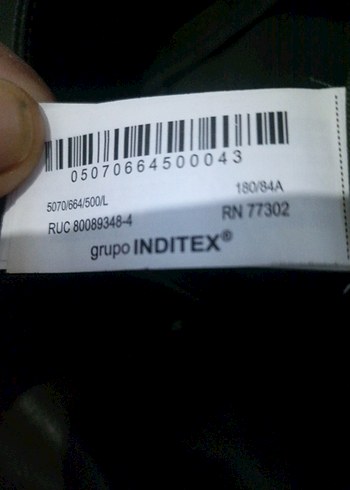 05070664500043
5070/664/500/L 180/84A
RUC 80089348-4 RN 77302
grupo INDITEX®